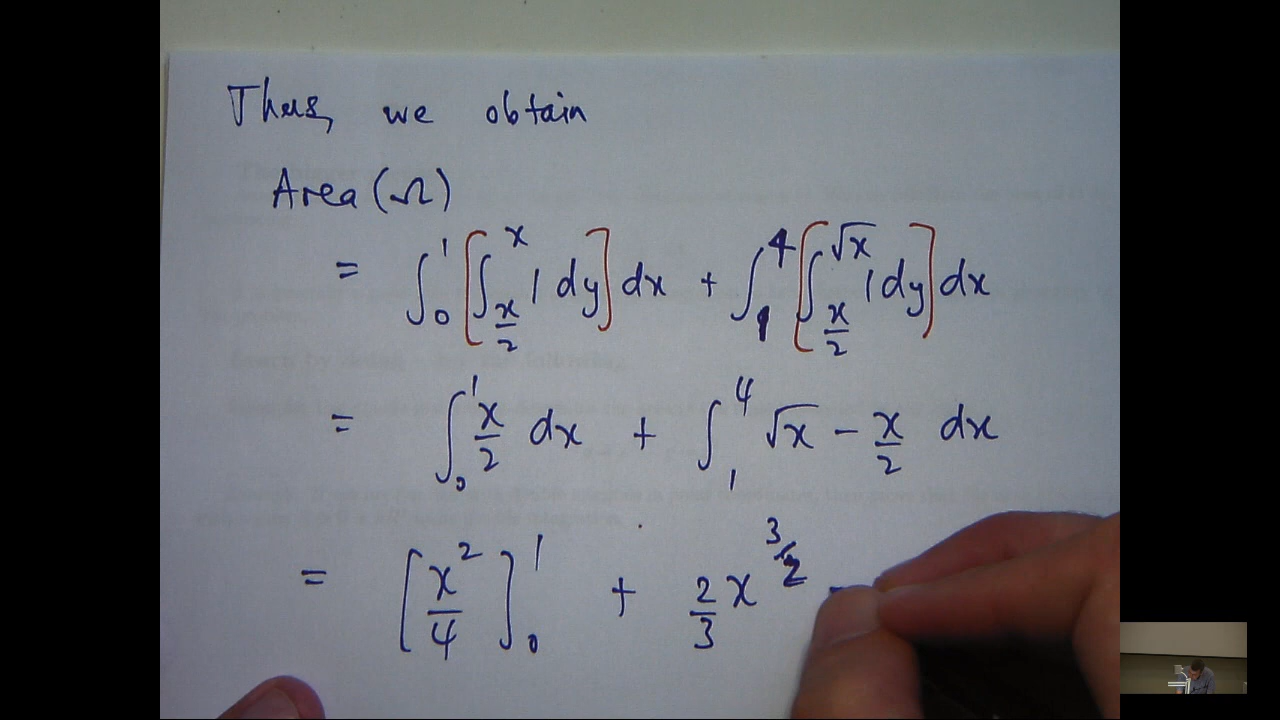 Thus, we obtain
Area(Ω)
= ∫₀¹ [∫_{x/2}^{x} 1 dy] dx + ∫₁⁴ [∫_{x/2}^{√x} 1 dy] dx
= ∫₀¹ x/2 dx + ∫₁⁴ √x − x/2 dx
= [x²/4]₀¹ + 2/3 x^{3/2} −